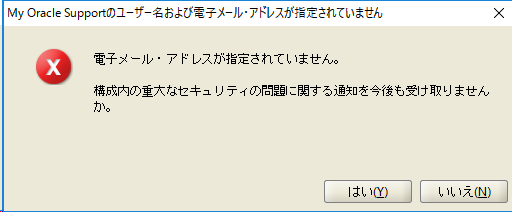 My Oracle Supportのユーザー名および電子メール・アドレスが指定されていません
電子メール・アドレスが指定されていません。
構成内の重大なセキュリティの問題に関する通知を今後も受け取りません
か。
はい(Y)
いいえ(N)